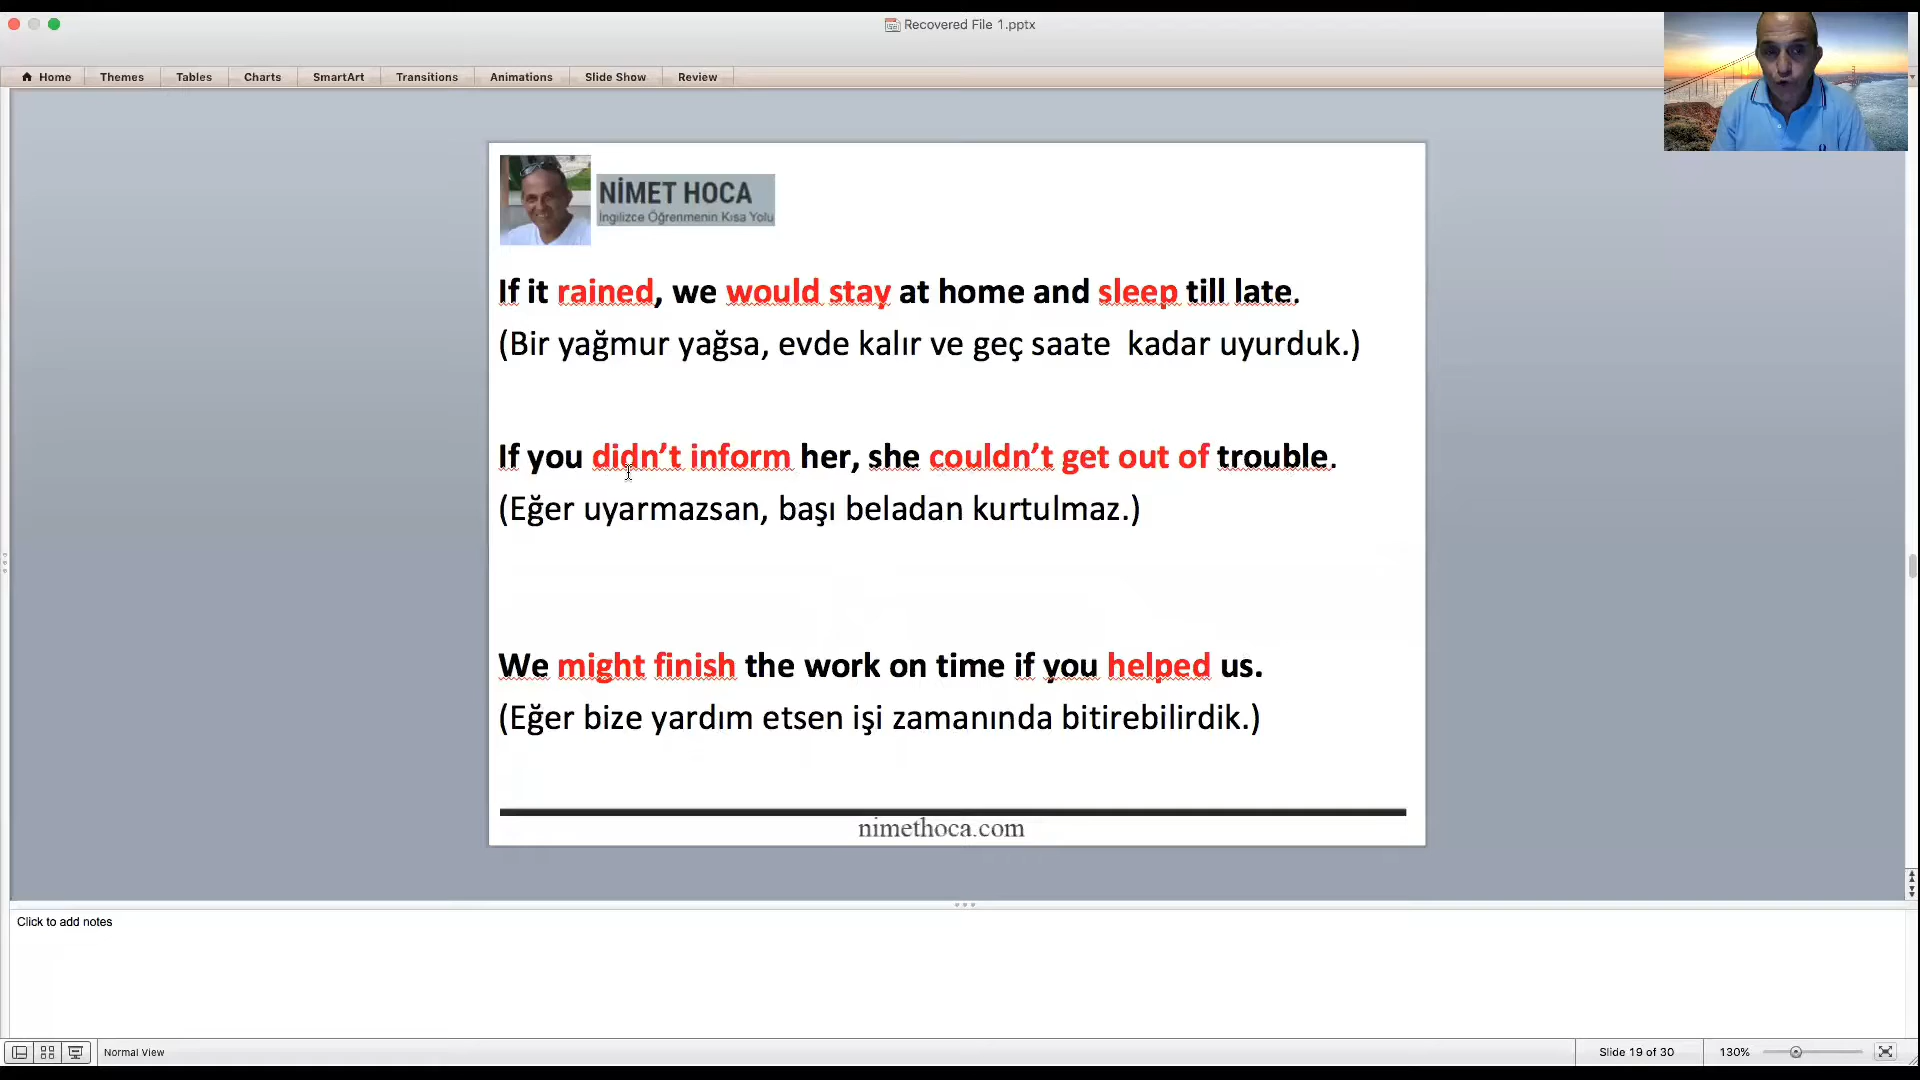 Recovered File 1.pptx
Home Themes Tables Charts SmartArt Transitions Animations Slide Show Review
NİMET HOCA
İngilizce Öğrenmenin Kısa Yolu
If it rained, we would stay at home and sleep till late.
(Bir yağmur yağsa, evde kalır ve geç saate kadar uyurduk.)
If you didn’t inform her, she couldn’t get out of trouble.
(Eğer uyarmazsan, başı beladan kurtulmaz.)
We might finish the work on time if you helped us.
(Eğer bize yardım etsen işi zamanında bitirebilirdik.)
nimethoca.com
Click to add notes
Normal View Slide 19 of 30 130%